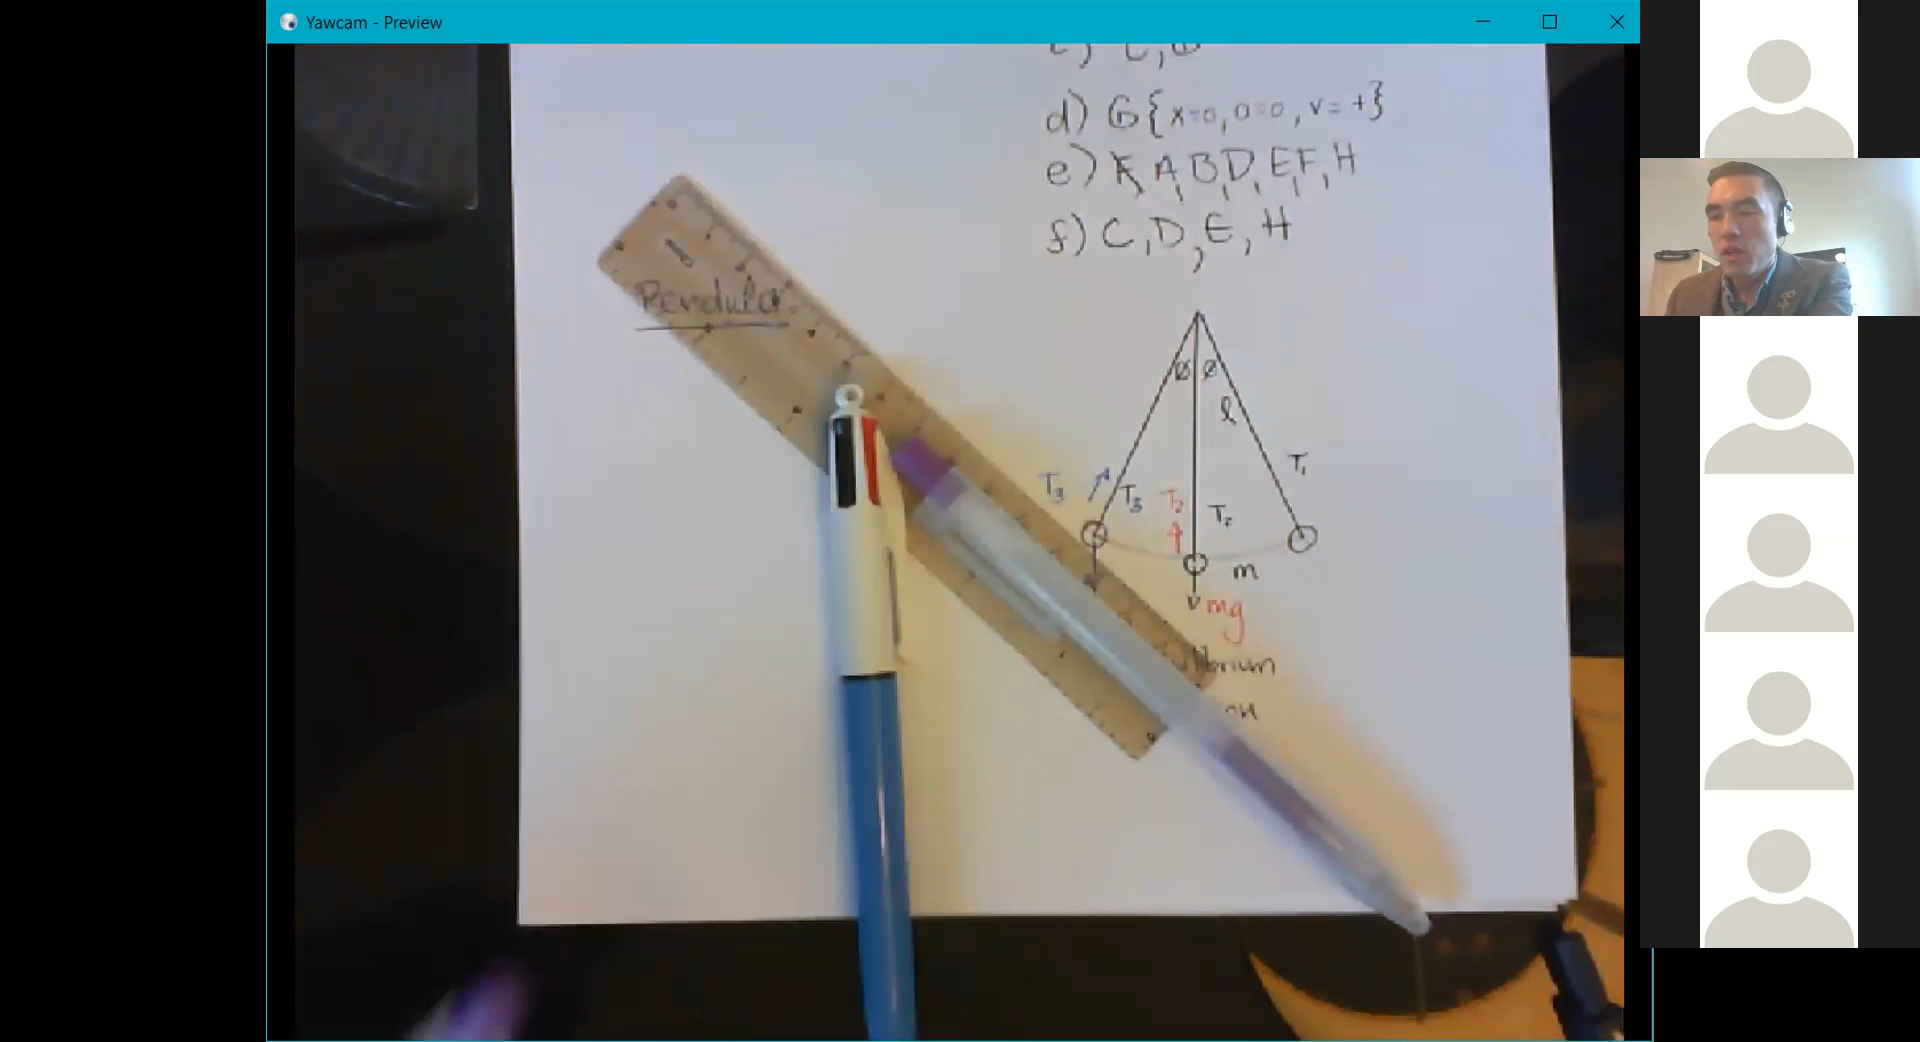 Yawcam - Preview
d) G{x=0, a=0, v=+}
e) A, B, D, E, F, H
f) C, D, E, H
Pendula.
Ø Ø
l
T₁
T₃ T₃ T₂ T₂
m
mg